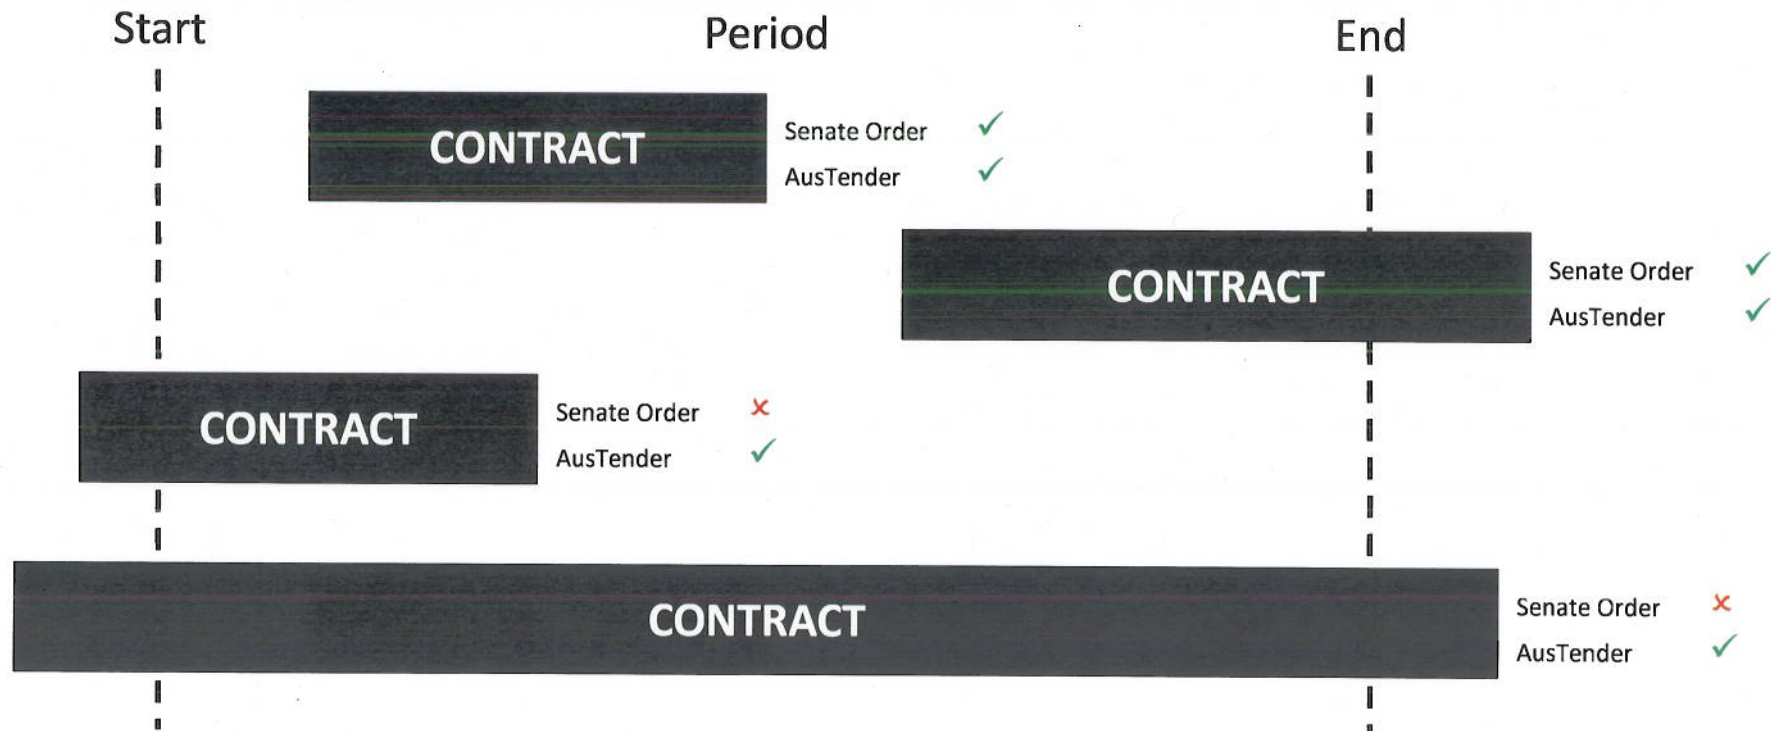 Start Period End
CONTRACT
Senate Order ✓
AusTender ✓
CONTRACT
Senate Order ✓
AusTender ✓
CONTRACT
Senate Order ✗
AusTender ✓
CONTRACT
Senate Order ✗
AusTender ✓